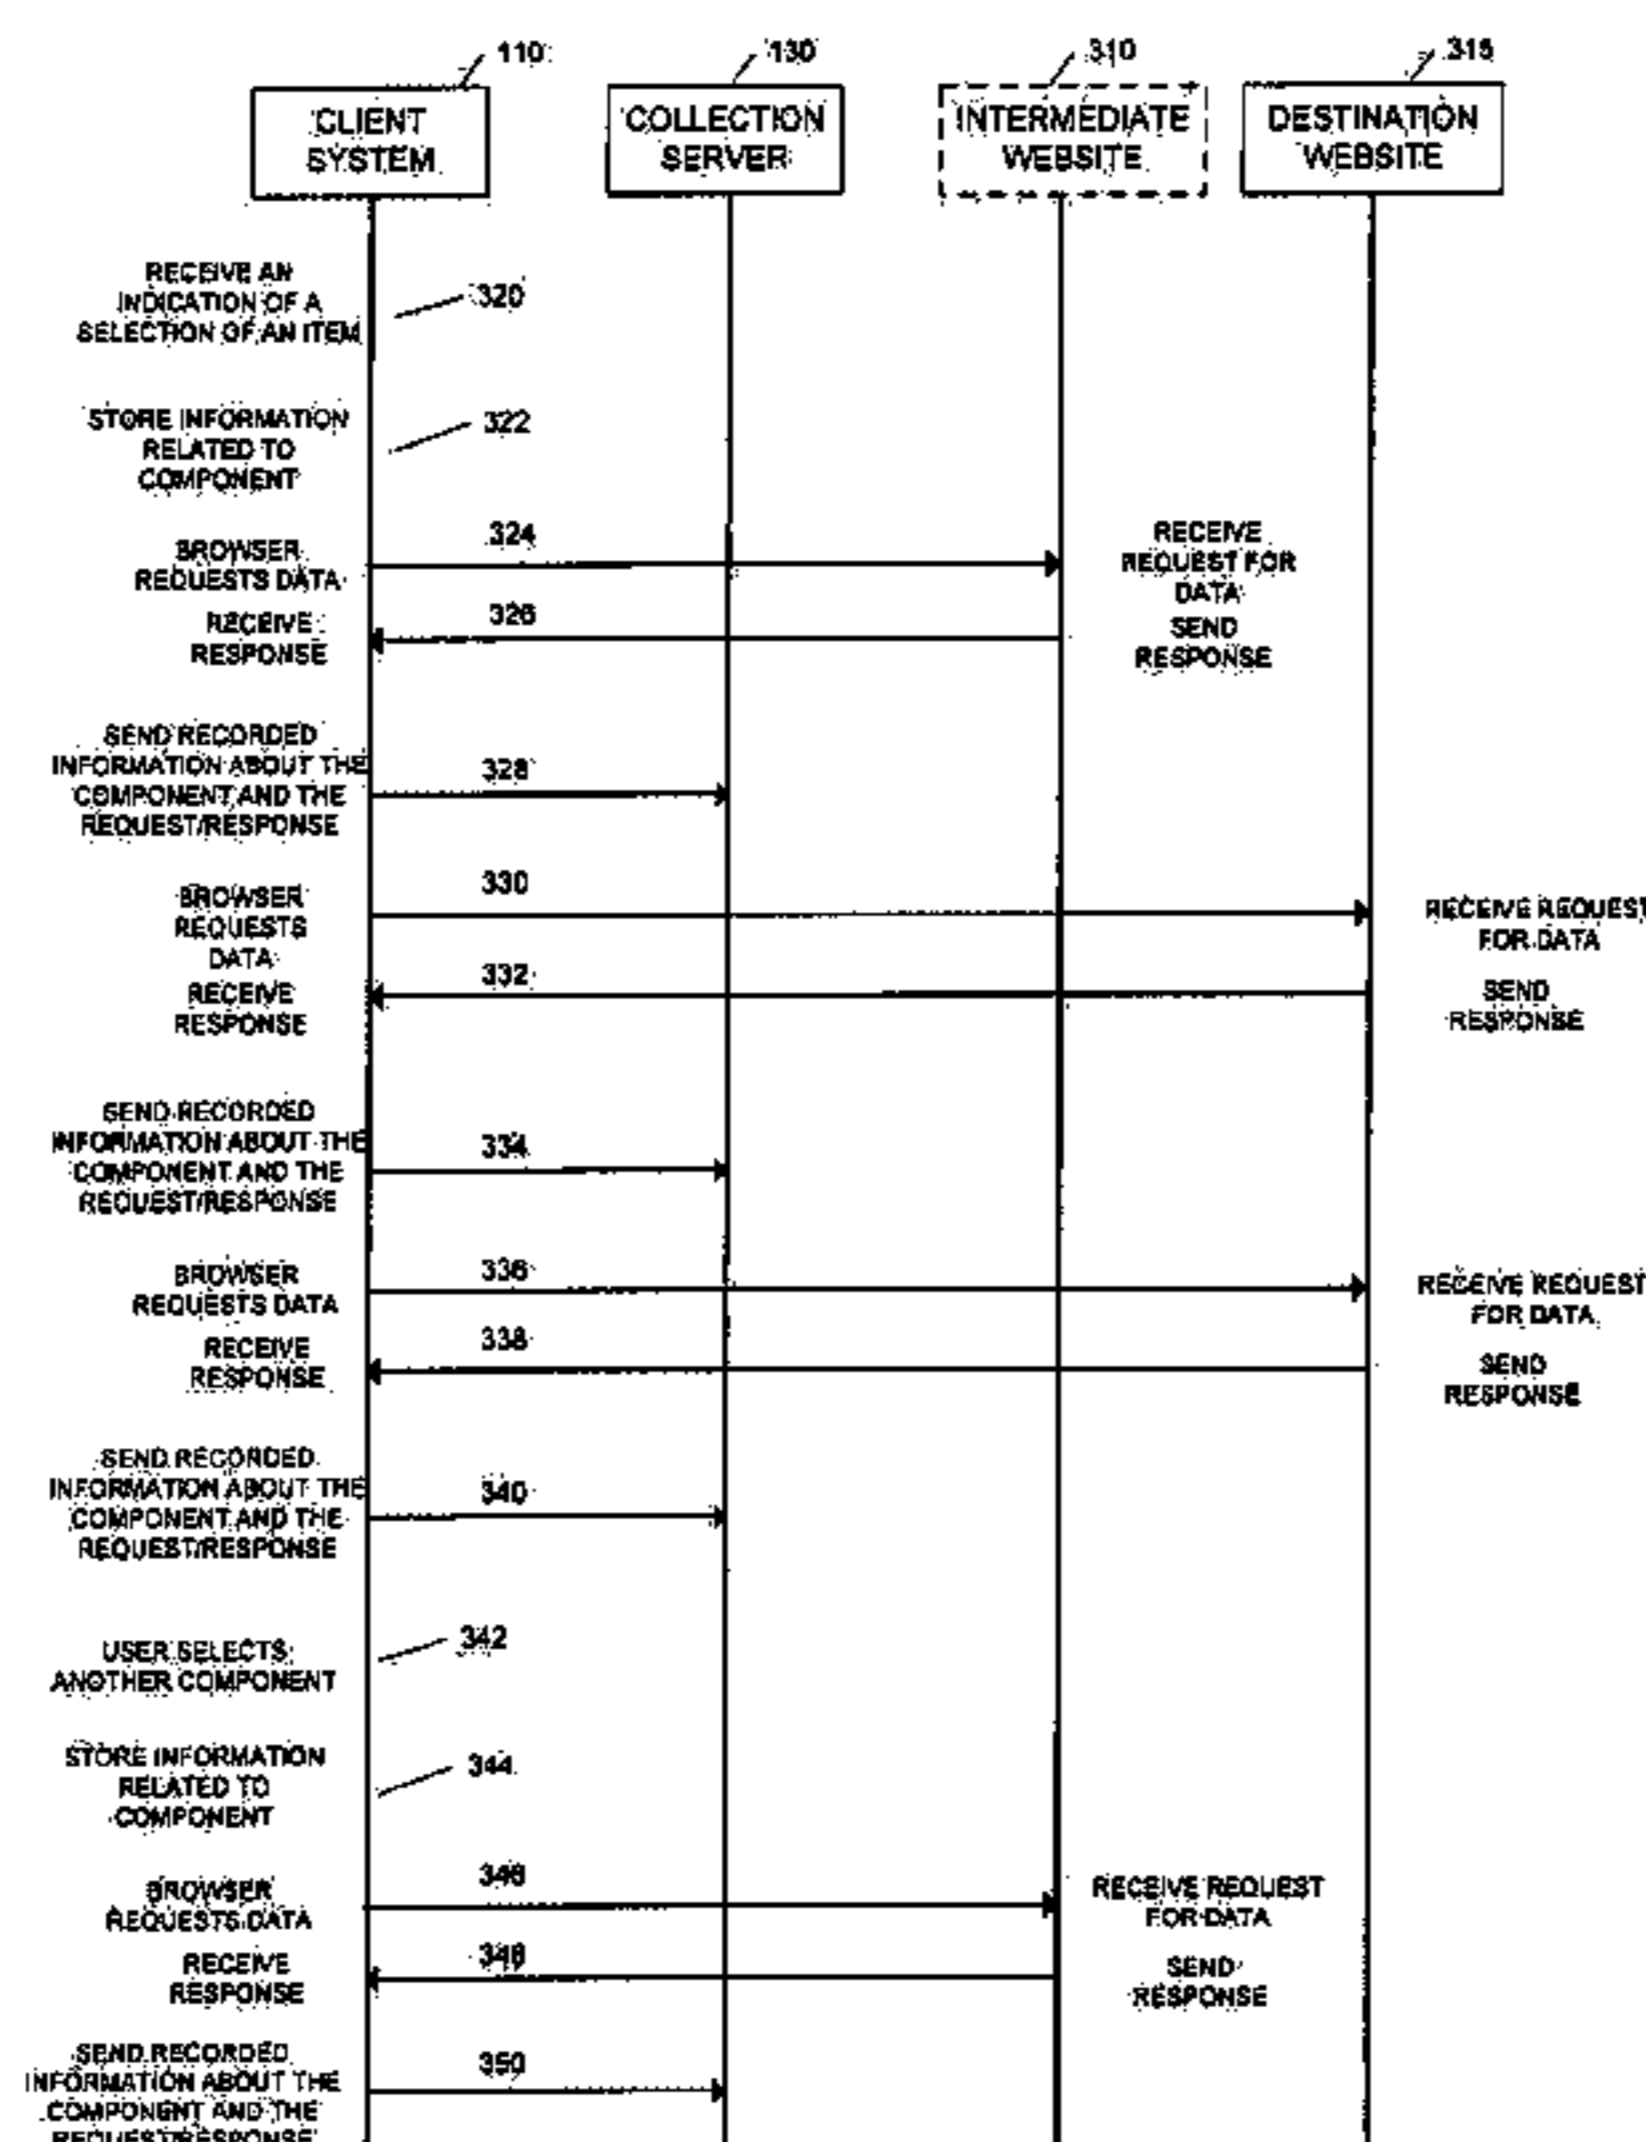 110
130
310
315
CLIENT
SYSTEM
COLLECTION
SERVER
INTERMEDIATE
WEBSITE
DESTINATION
WEBSITE
RECEIVE AN
INDICATION OF A
SELECTION OF AN ITEM
320
STORE INFORMATION
RELATED TO
COMPONENT
322
BROWSER
REQUESTS DATA
324
RECEIVE
REQUEST FOR
DATA
RECEIVE
RESPONSE
326
SEND
RESPONSE
SEND RECORDED
INFORMATION ABOUT THE
COMPONENT AND THE
REQUEST/RESPONSE
328
BROWSER
REQUESTS
DATA
330
RECEIVE REQUEST
FOR DATA
RECEIVE
RESPONSE
332
SEND
RESPONSE
SEND RECORDED
INFORMATION ABOUT THE
COMPONENT AND THE
REQUEST/RESPONSE
334
BROWSER
REQUESTS DATA
336
RECEIVE REQUEST
FOR DATA
RECEIVE
RESPONSE
338
SEND
RESPONSE
SEND RECORDED
INFORMATION ABOUT THE
COMPONENT AND THE
REQUEST/RESPONSE
340
USER SELECTS
ANOTHER COMPONENT
342
STORE INFORMATION
RELATED TO
COMPONENT
344
BROWSER
REQUESTS DATA
346
RECEIVE REQUEST
FOR DATA
RECEIVE
RESPONSE
348
SEND
RESPONSE
SEND RECORDED
INFORMATION ABOUT THE
COMPONENT AND THE
REQUEST/RESPONSE
350